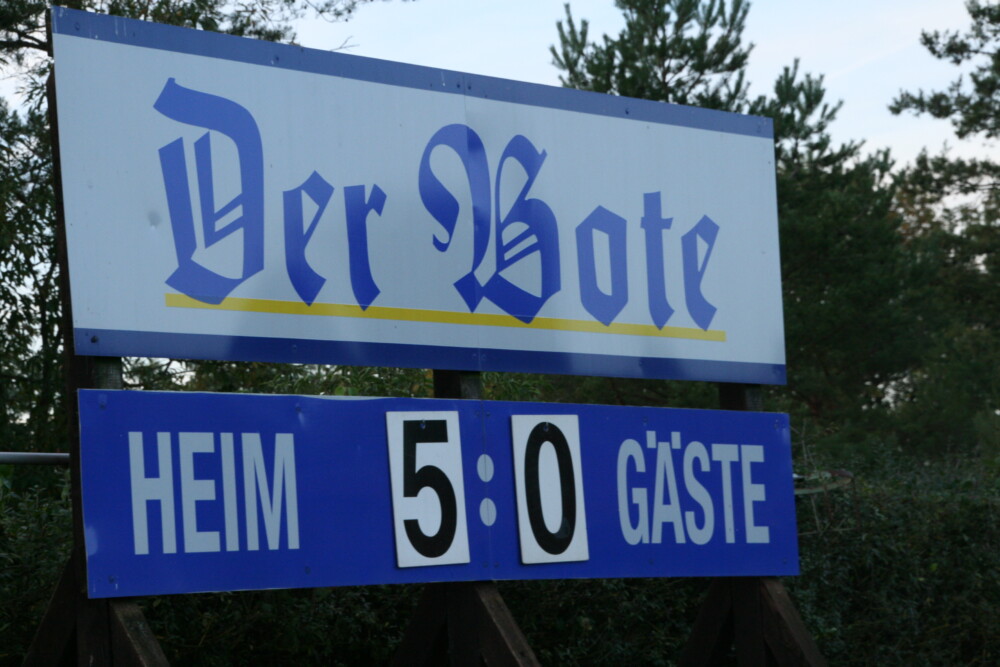 Der Bote
HEIM 5:0 GÄSTE